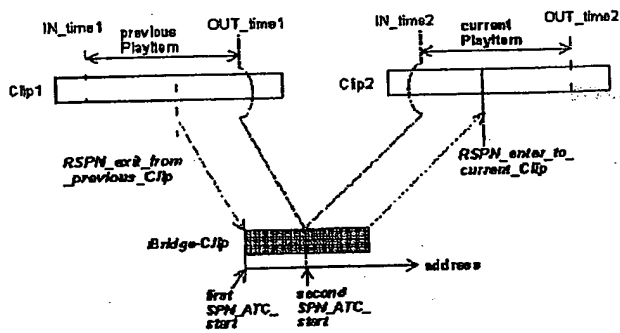 IN_time1
previous
PlayItem
OUT_time1
IN_time2
current
PlayItem
OUT_time2
Clip1
Clip2
RSPN_exit_from
_previous_Clip
RSPN_enter_to_
current_Clip
Bridge-Clip
address
first
SPN_ATC_
start
second
SPN_ATC_
start